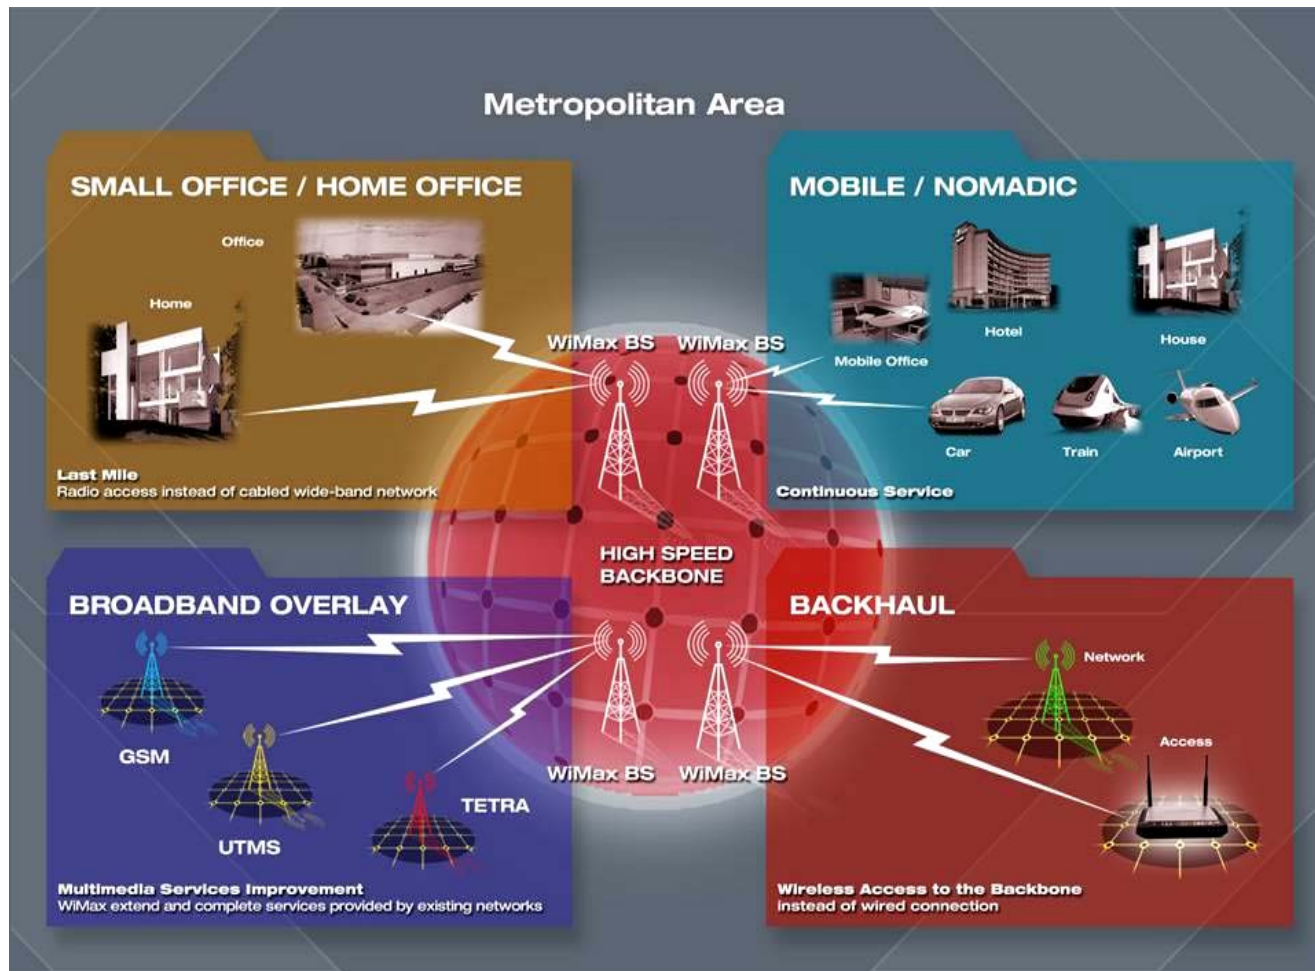 Metropolitan Area
SMALL OFFICE / HOME OFFICE
Office
Home
Last Mile
Radio access instead of cabled wide-band network
MOBILE / NOMADIC
Hotel
House
Mobile Office
Car
Train
Airport
Continuous Service
WiMax BS
WiMax BS
HIGH SPEED
BACKBONE
WiMax BS
WiMax BS
BROADBAND OVERLAY
GSM
UTMS
TETRA
Multimedia Services Improvement
WiMax extend and complete services provided by existing networks
BACKHAUL
Network
Access
Wireless Access to the Backbone
instead of wired connection